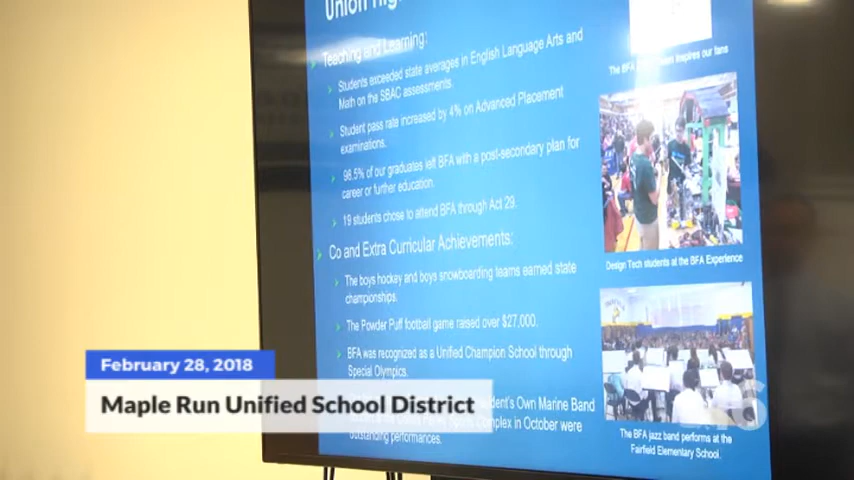 Union
Teaching and Learning:
Students exceeded state averages in English Language Arts and
Math on the SBAC assessments.
Student pass rate increased by 4% on Advanced Placement
examinations.
98.5% of our graduates left BFA with a post-secondary plan for
career or further education.
19 students chose to attend BFA through Act 29.
Co and Extra Curricular Achievements:
The boys hockey and boys snowboarding teams earned state
championships.
The Powder Puff football game raised over $27,000.
BFA was recognized as a Unified Champion School through
Special Olympics.
Own Marine Band
Complex in October were
outstanding performances.
The BFA inspires our fans
Design Tech students at the BFA Experience
The BFA jazz band performs at the
Fairfield Elementary School.
February 28, 2018
Maple Run Unified School District